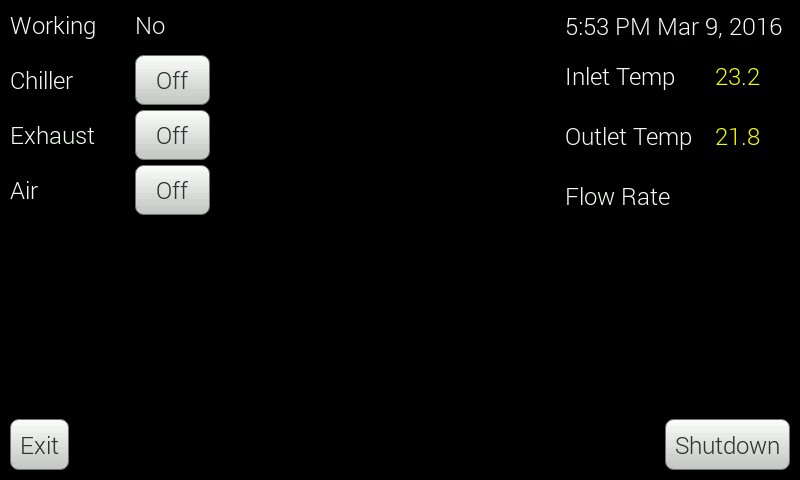 Working No
Chiller Off
Exhaust Off
Air Off
5:53 PM Mar 9, 2016
Inlet Temp 23.2
Outlet Temp 21.8
Flow Rate
Exit
Shutdown